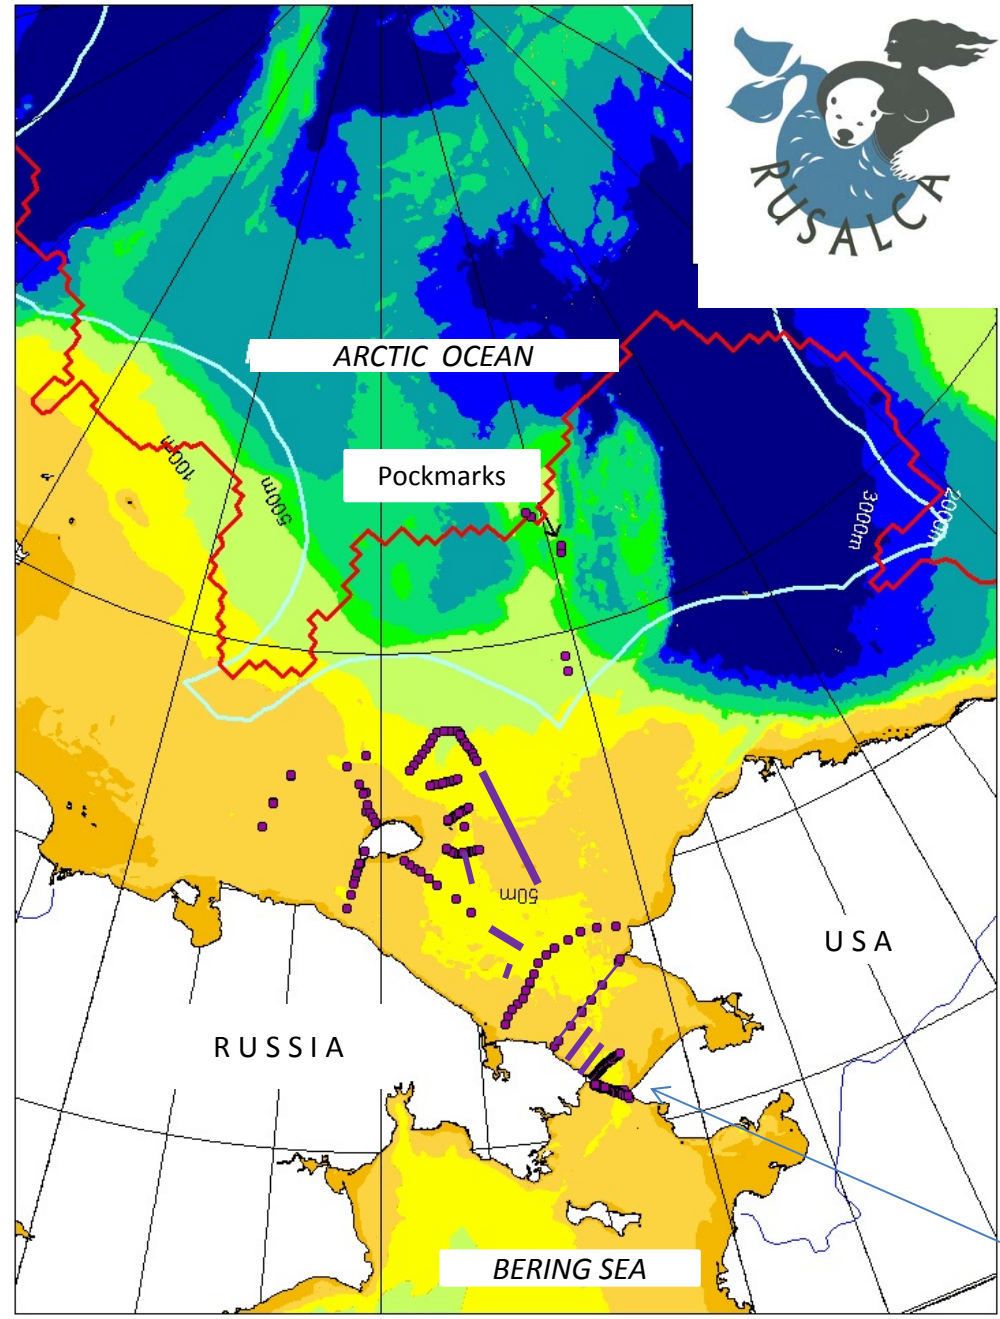 RUSALCA
ARCTIC OCEAN
100m
500m
Pockmarks
3000m
2000m
50m
USA
RUSSIA
BERING SEA